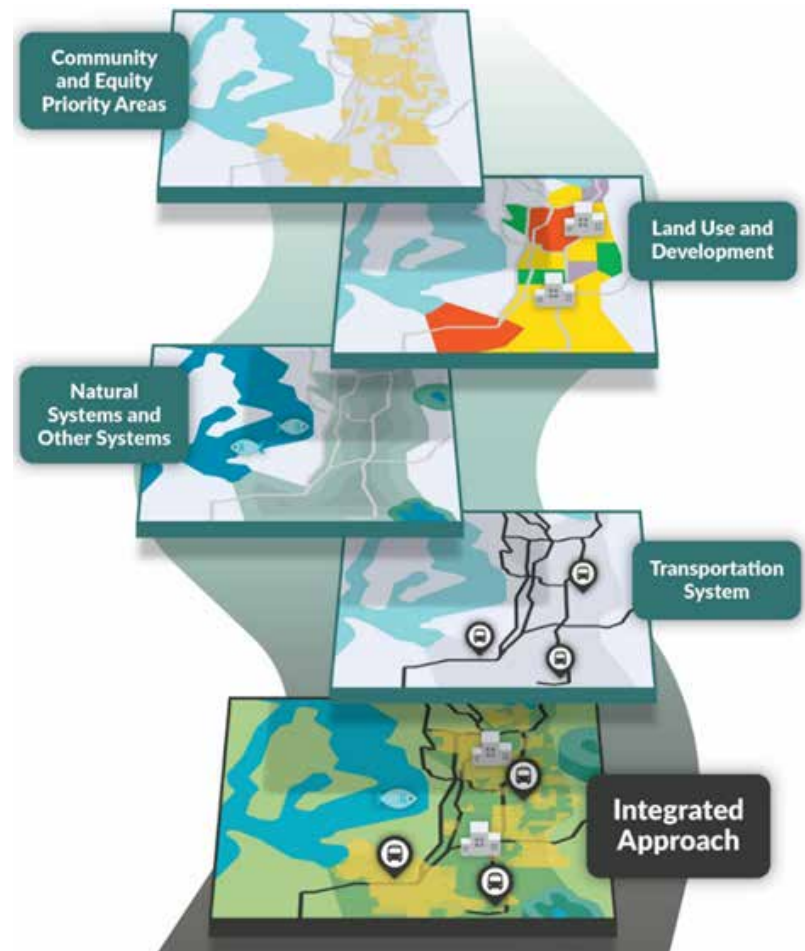 Community
and Equity
Priority Areas
Land Use and
Development
Natural
Systems and
Other Systems
Transportation
System
Integrated
Approach